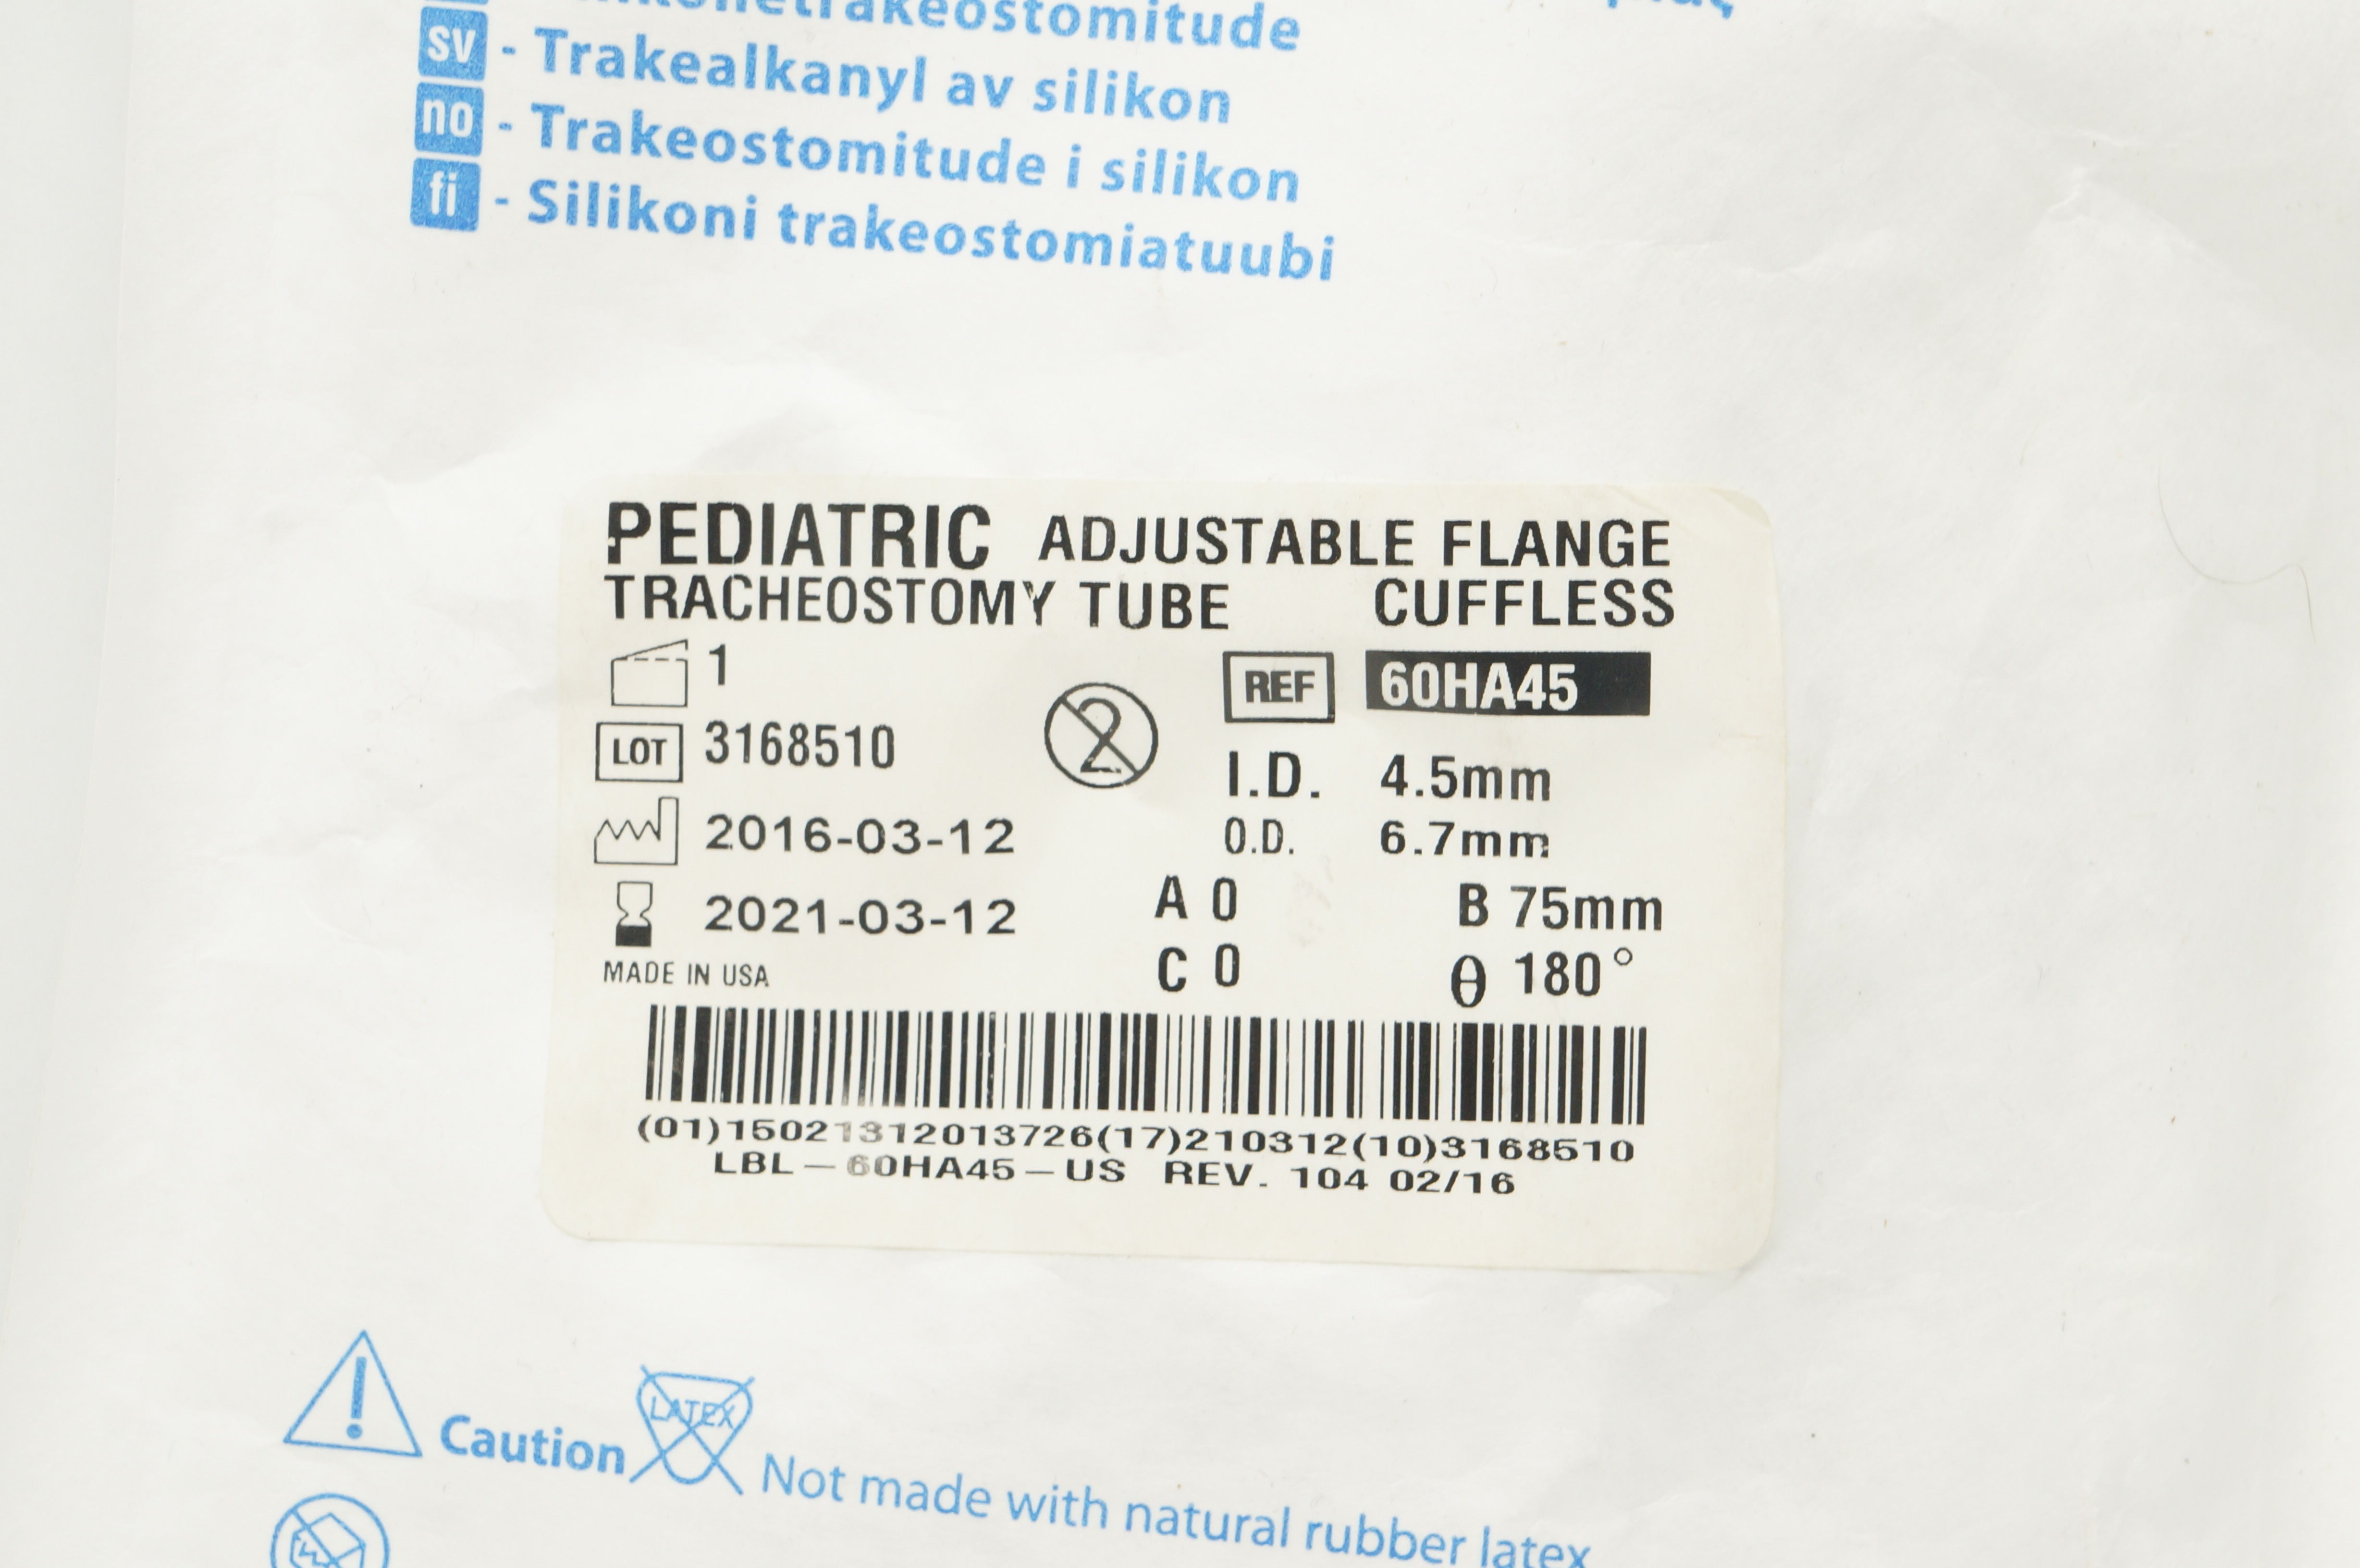 sv - Trakealkanyl av silikon
no - Trakeostomitude i silikon
fi - Silikoni trakeostomiatuubi
PEDIATRIC ADJUSTABLE FLANGE
TRACHEOSTOMY TUBE CUFFLESS
1
REF 60HA45
LOT 3168510
2
I.D. 4.5mm
2016-03-12
O.D. 6.7mm
2021-03-12
A 0 B 75mm
MADE IN USA
C 0 θ 180°
(01)15021312013726(17)210312(10)3168510
LBL-60HA45-US REV. 104 02/16
Caution
LATEX
Not made with natural rubber latex